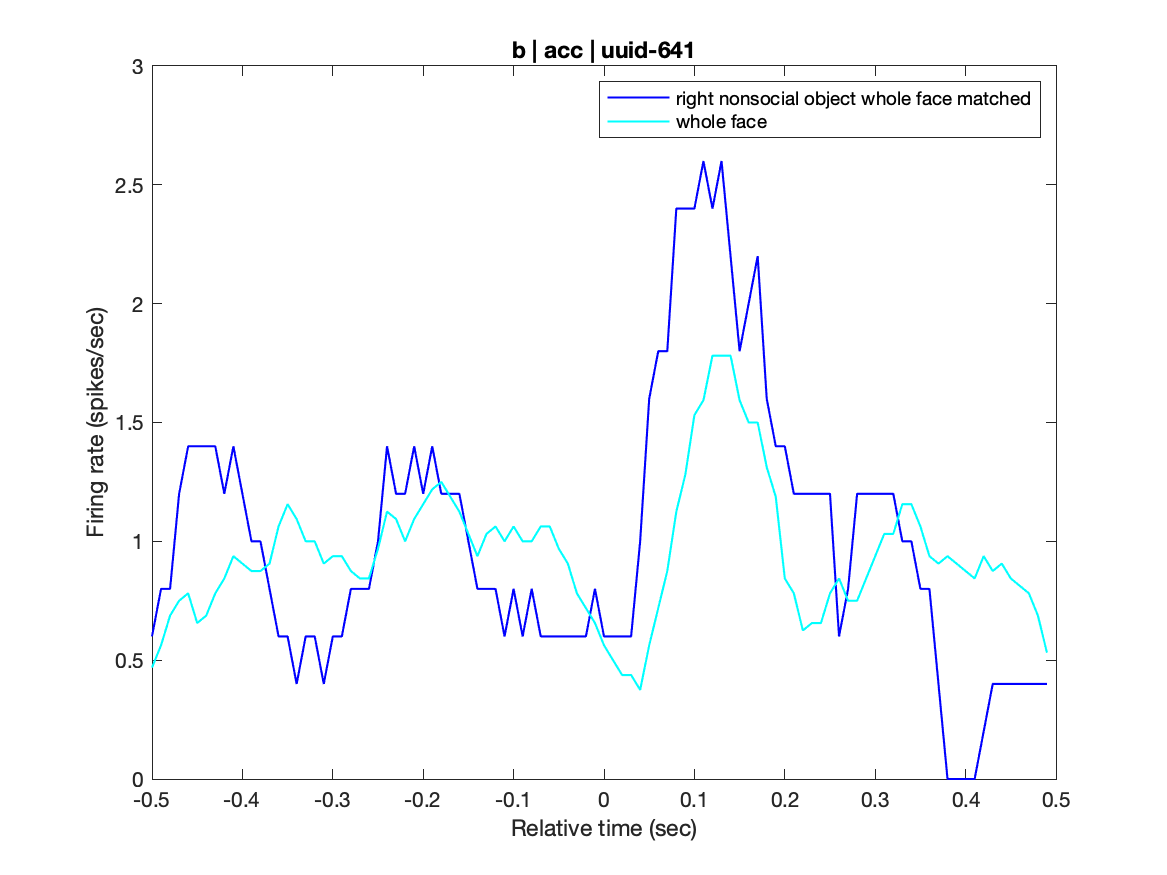 b | acc | uuid-641
right nonsocial object whole face matched
whole face
3
2.5
2
1.5
1
0.5
0
Firing rate (spikes/sec)
-0.5 -0.4 -0.3 -0.2 -0.1 0 0.1 0.2 0.3 0.4 0.5
Relative time (sec)